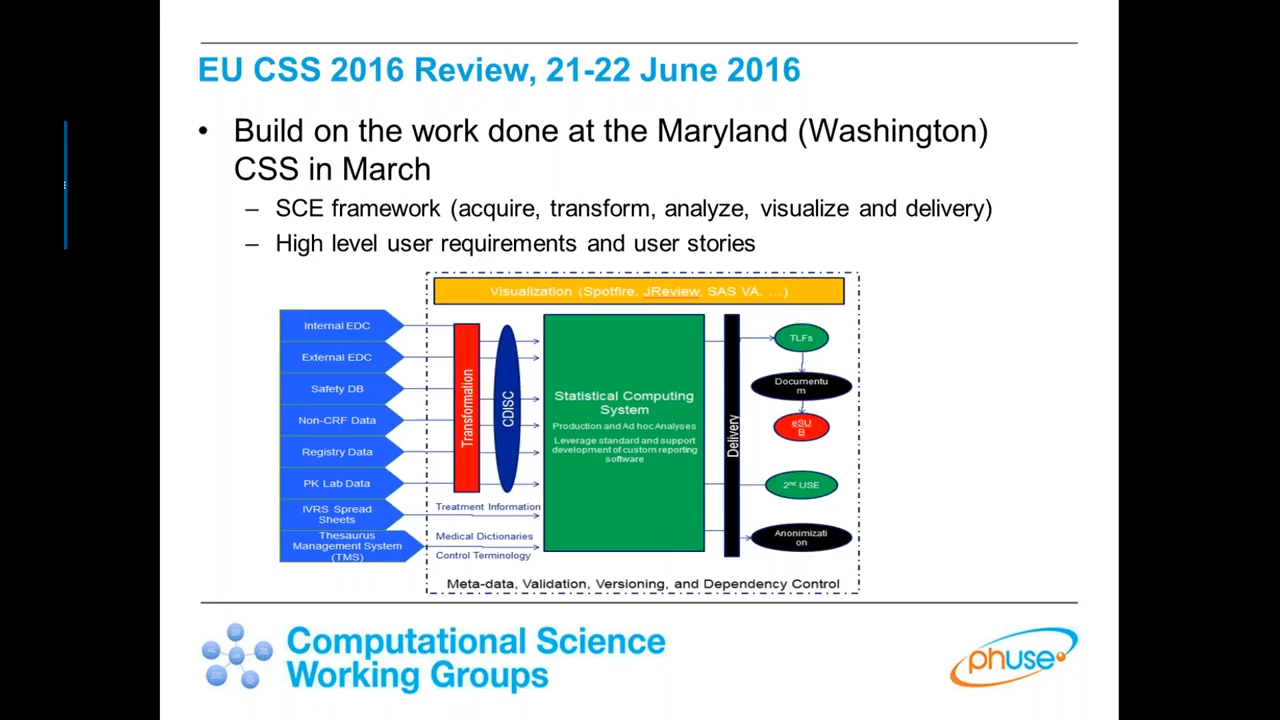 EU CSS 2016 Review, 21-22 June 2016
• Build on the work done at the Maryland (Washington)
CSS in March
– SCE framework (acquire, transform, analyze, visualize and delivery)
– High level user requirements and user stories
Visualization (Spotfire, JReview, SAS VA, …)
Internal EDC
External EDC
Safety DB
Non-CRF Data
Registry Data
PK Lab Data
IVRS Spread
Sheets
Thesaurus
Management System
(TMS)
Transformation
CDISC
Treatment Information
Medical Dictionaries
Control Terminology
Statistical Computing
System
Production and Ad hoc Analyses
Leverage standard and support
development of custom reporting
software
Delivery
TLFs
Documentu
m
eSU
B
2nd USE
Anonimizati
on
Meta-data, Validation, Versioning, and Dependency Control
Computational Science
Working Groups
phuse